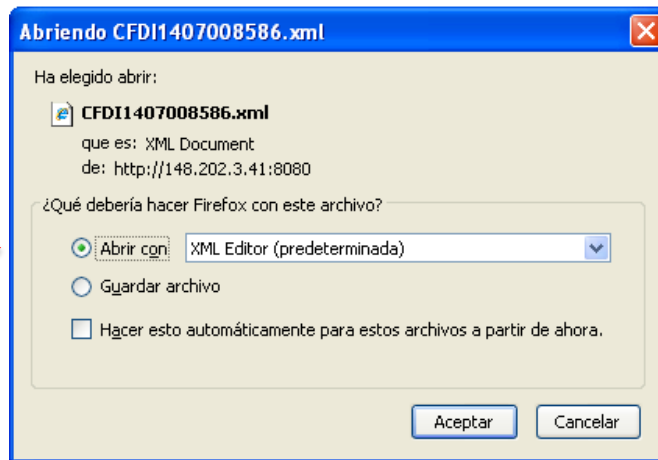 Abriendo CFDI1407008586.xml
Ha elegido abrir:
CFDI1407008586.xml
que es: XML Document
de: http://148.202.3.41:8080
¿Qué debería hacer Firefox con este archivo?
Abrir con XML Editor (predeterminada)
Guardar archivo
Hacer esto automáticamente para estos archivos a partir de ahora.
Aceptar Cancelar